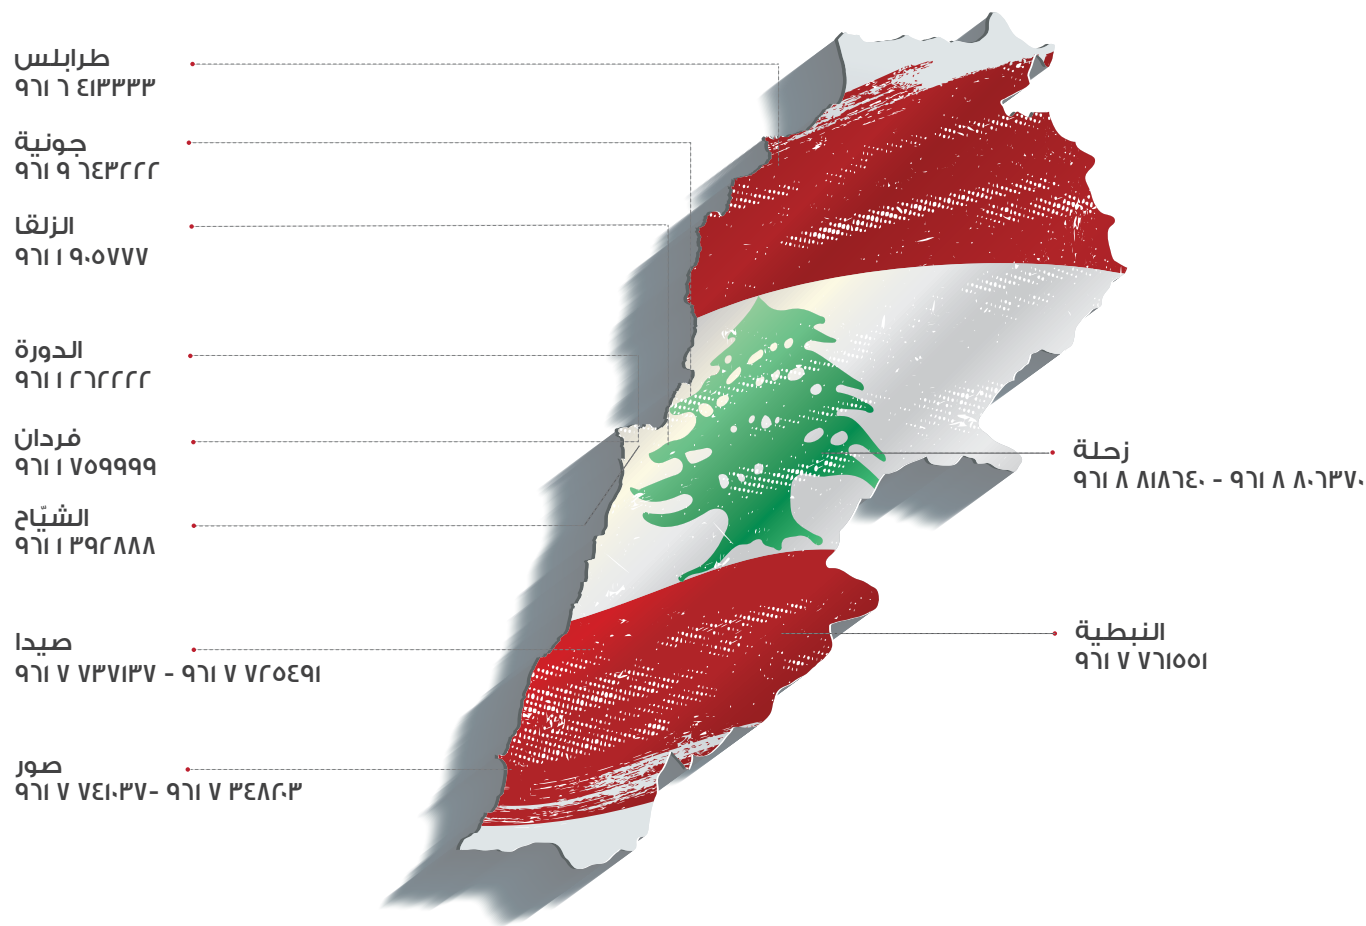 طرابلس
٩٦١ ٦ ٤١٣٣٣٣
جونية
٩٦١ ٩ ٦٤٣٢٢٢
الزلقا
٩٦١ ١ ٩٠٥٧٧٧
الدورة
٩٦١ ١ ٢٦٢٢٢٢
فردان
٩٦١ ١ ٧٥٩٩٩٩
الشيّاح
٩٦١ ١ ٣٩٢٨٨٨
صيدا
٩٦١ ٧ ٧٣٧١٣٧ - ٩٦١ ٧ ٧٢٥٤٩١
صور
٩٦١ ٧ ٧٤١٠٣٧- ٩٦١ ٧ ٣٤٨٢٠٣
زحلة
٩٦١ ٨ ٨١٨٦٤٠ - ٩٦١ ٨ ٨٠٦٣٧٠
النبطية
٩٦١ ٧ ٧٦١٥٥١